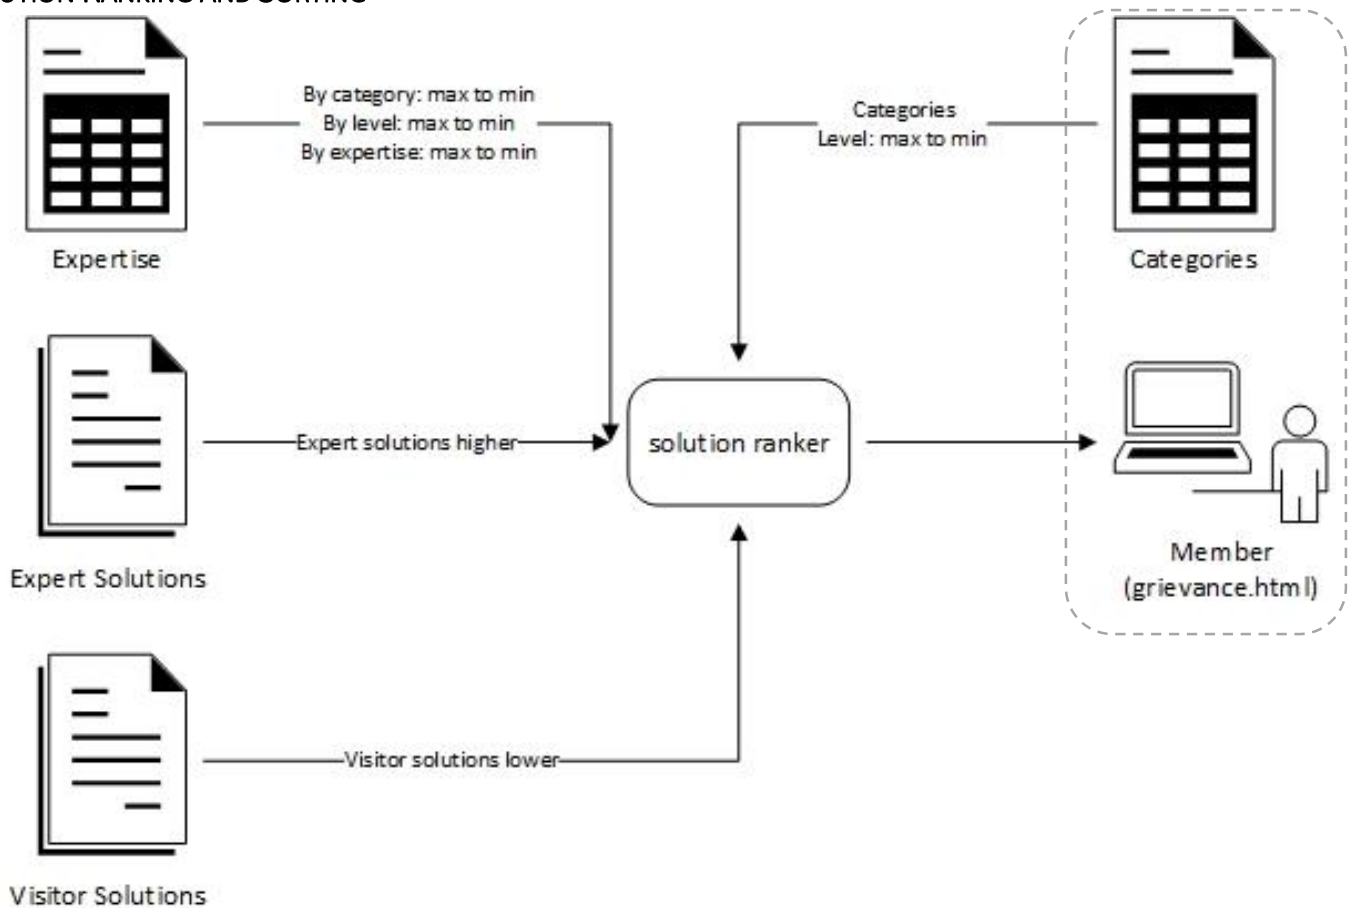 By category: max to min
By level: max to min
By expertise: max to min
Categories
Level: max to min
Expertise
Categories
Expert solutions higher
solution ranker
Member
(grievance.html)
Expert Solutions
Visitor solutions lower
Visitor Solutions